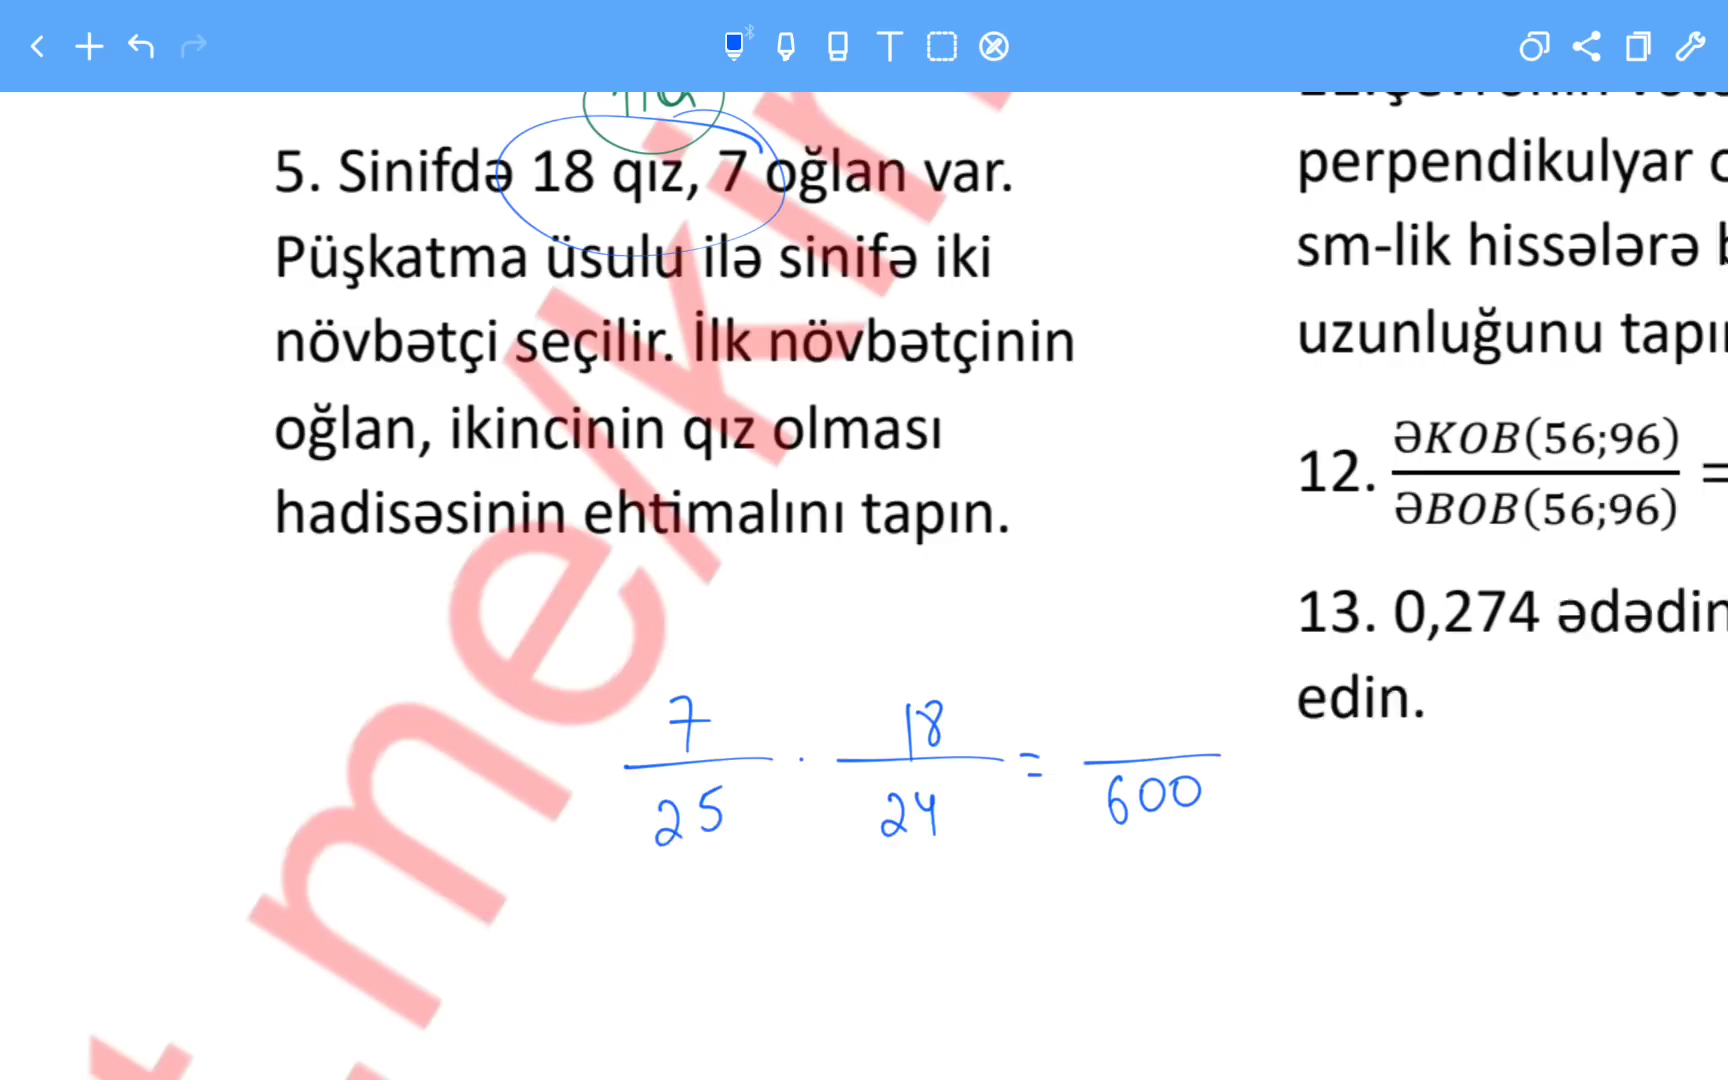 5. Sinifdə 18 qız, 7 oğlan var.
Püşkatma üsulu ilə sinifə iki
növbətçi seçilir. İlk növbətçinin
oğlan, ikincinin qız olması
hadisəsinin ehtimalını tapın.
7/25 · 18/24 = /600
perpendikulyar
sm-lik hissələrə
uzunluğunu
12. ƏKOB(56;96)/ƏBOB(56;96) =
13. 0,274
edin.
me/kim